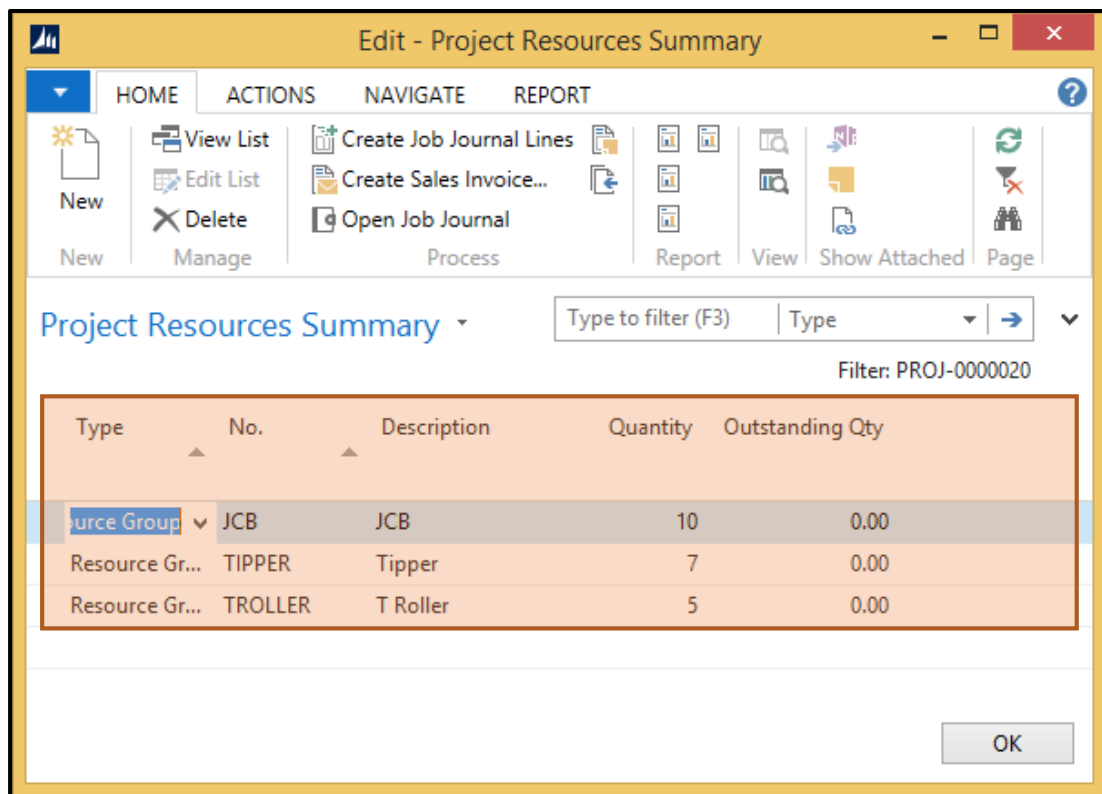 Edit - Project Resources Summary
HOME ACTIONS NAVIGATE REPORT
New
View List
Edit List
Delete
Create Job Journal Lines
Create Sales Invoice...
Open Job Journal
New Manage Process Report View Show Attached Page
Project Resources Summary
Type to filter (F3) Type
Filter: PROJ-0000020
Type No. Description Quantity Outstanding Qty
ource Group JCB JCB 10 0.00
Resource Gr... TIPPER Tipper 7 0.00
Resource Gr... TROLLER T Roller 5 0.00
OK